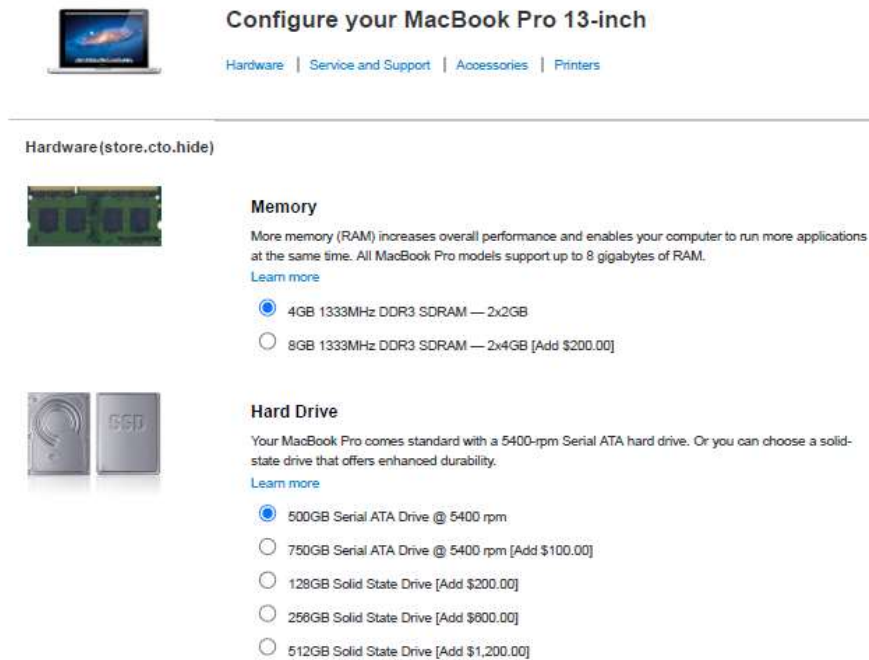 Configure your MacBook Pro 13-inch
Hardware | Service and Support | Accessories | Printers
Hardware(store.cto.hide)
Memory
More memory (RAM) increases overall performance and enables your computer to run more applications
at the same time. All MacBook Pro models support up to 8 gigabytes of RAM.
Learn more
4GB 1333MHz DDR3 SDRAM — 2x2GB
8GB 1333MHz DDR3 SDRAM — 2x4GB [Add $200.00]
SSD
Hard Drive
Your MacBook Pro comes standard with a 5400-rpm Serial ATA hard drive. Or you can choose a solid-
state drive that offers enhanced durability.
Learn more
500GB Serial ATA Drive @ 5400 rpm
750GB Serial ATA Drive @ 5400 rpm [Add $100.00]
128GB Solid State Drive [Add $200.00]
256GB Solid State Drive [Add $600.00]
512GB Solid State Drive [Add $1,200.00]